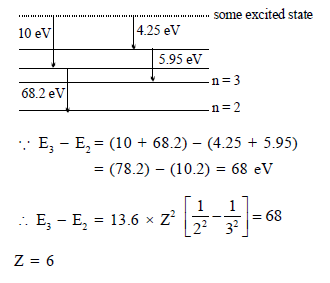 some excited state
10 eV
4.25 eV
5.95 eV
n = 3
68.2 eV
n = 2
∵ E₃ − E₂ = (10 + 68.2) − (4.25 + 5.95)
= (78.2) − (10.2) = 68 eV
∴ E₃ − E₂ = 13.6 × Z² [1/2² − 1/3²] = 68
Z = 6